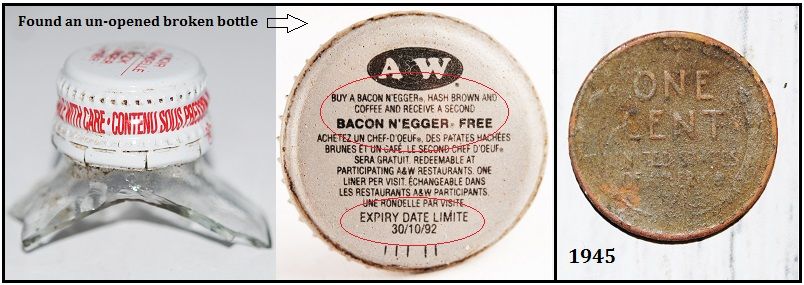 Found an un-opened broken bottle
WITH CARE • CONTENU SOUS PRESSION
A&W
BUY A BACON N'EGGER®, HASH BROWN AND
COFFEE AND RECEIVE A SECOND
BACON N'EGGER® FREE
ACHETEZ UN CHEF-D'OEUF®, DES PATATES HACHÉES
BRUNES ET UN CAFÉ, LE SECOND CHEF D'OEUF®
SERA GRATUIT. REDEEMABLE AT
PARTICIPATING A&W RESTAURANTS. ONE
LINER PER VISIT. ÉCHANGEABLE DANS
LES RESTAURANTS A&W PARTICIPANTS.
UNE RONDELLE PAR VISITE
EXPIRY DATE LIMITE
30/10/92
ONE
CENT
1945